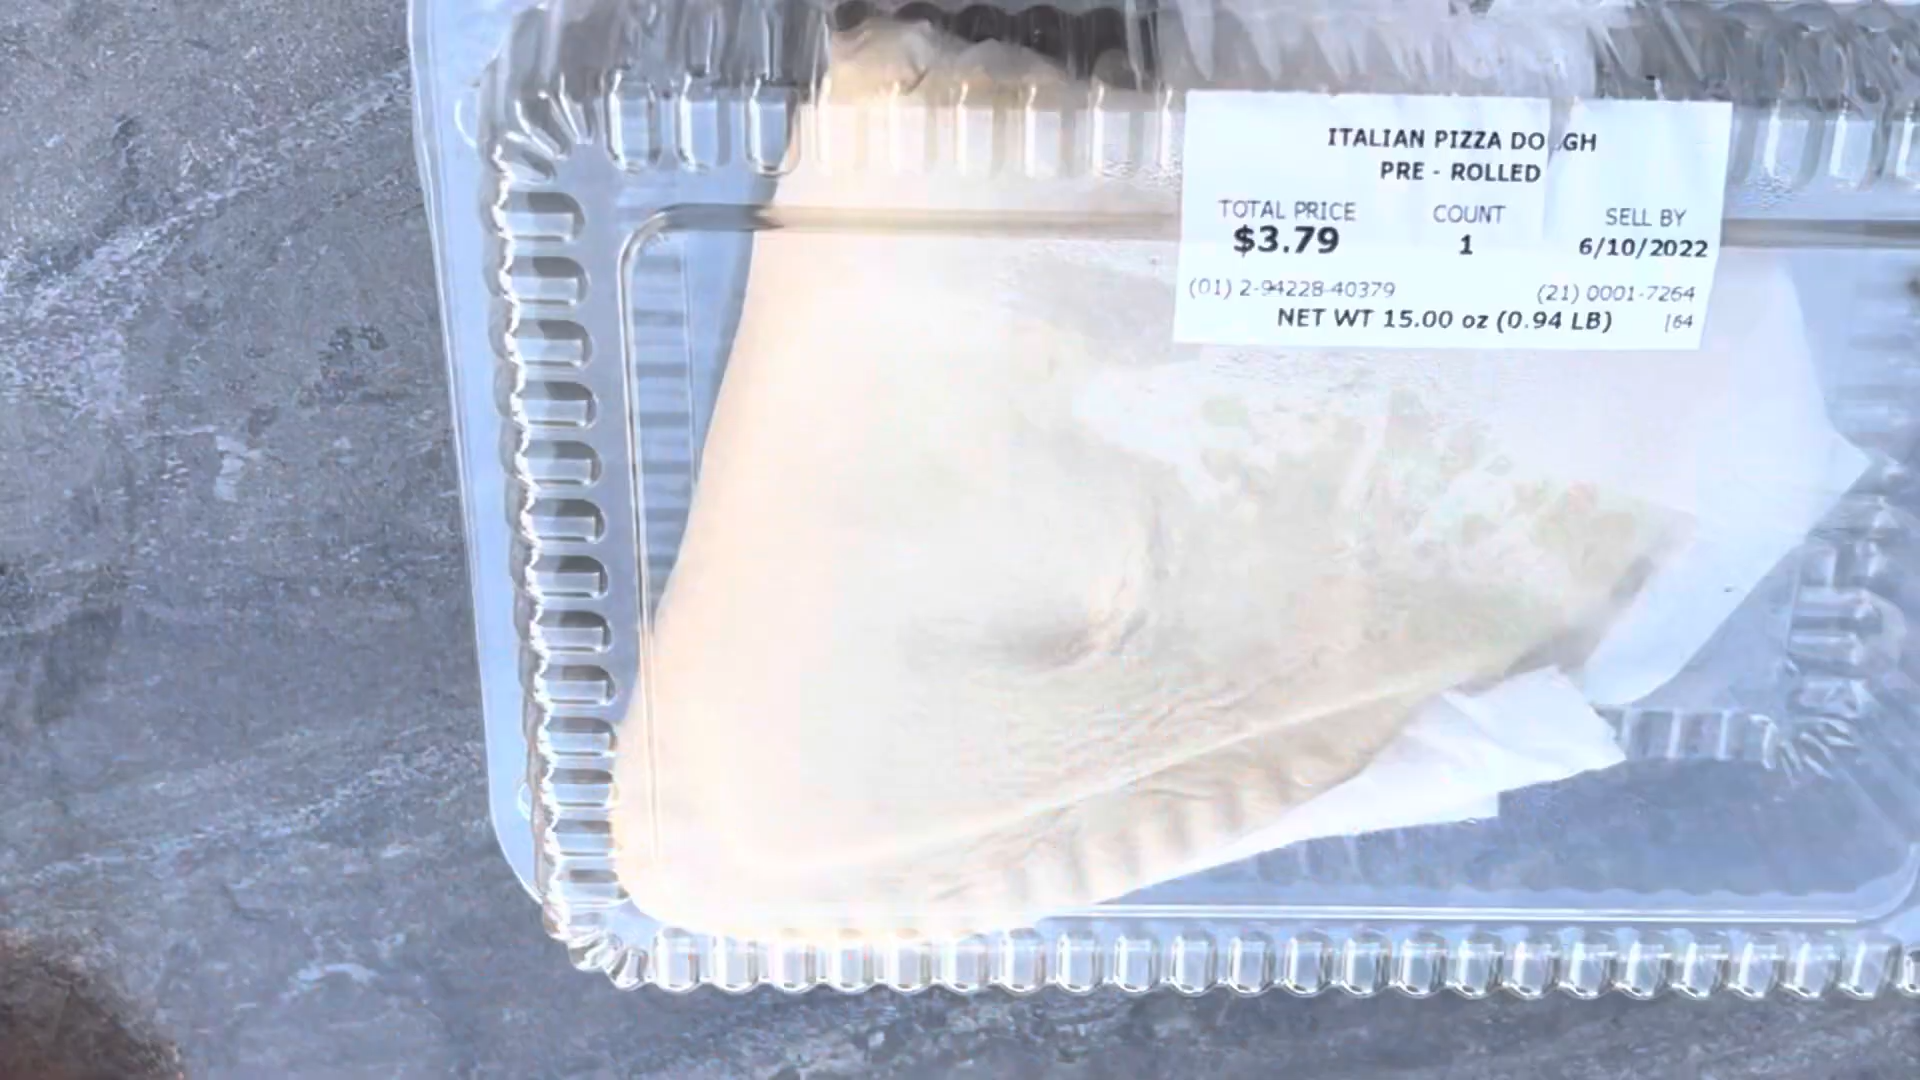 ITALIAN PIZZA DOUGH
PRE - ROLLED
TOTAL PRICE COUNT SELL BY
$3.79 1 6/10/2022
(01) 2-94228-40379 (21) 0001-7264
NET WT 15.00 oz (0.94 LB) |64